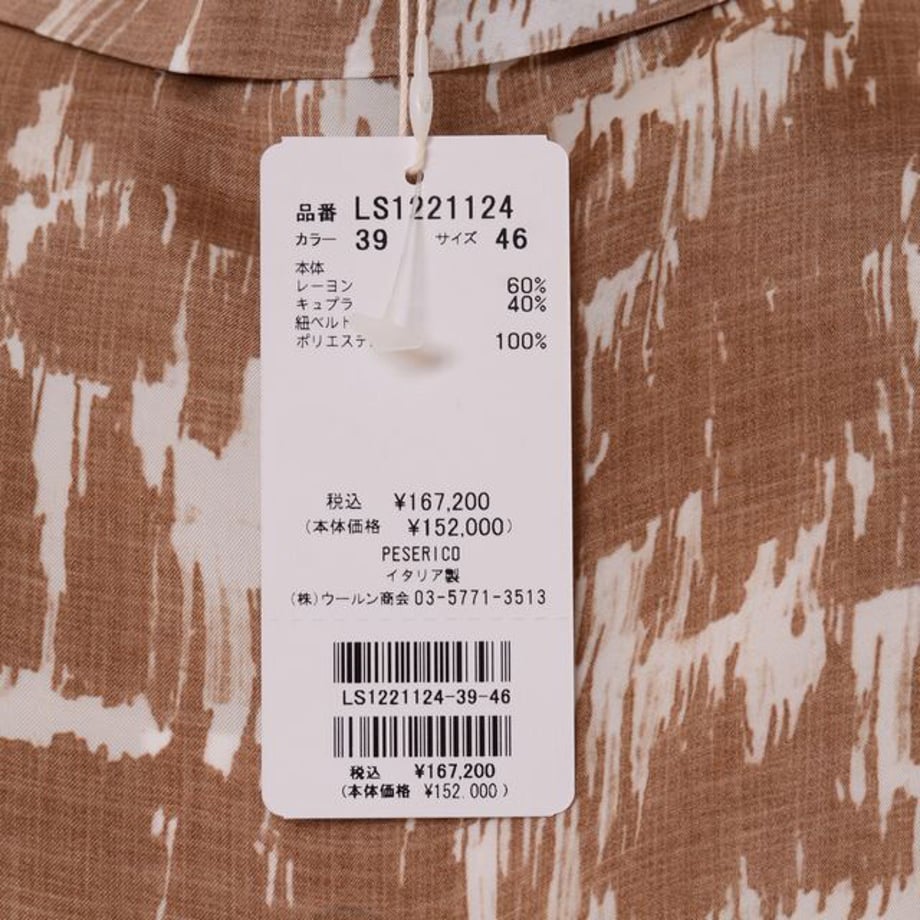 品番 LS1221124
カラー 39 サイズ 46
本体
レーヨン 60%
キュプラ 40%
紐ベルト
ポリエステ 100%
税込 ¥167,200
(本体価格 ¥152,000)
PESERICO
イタリア製
(株)ウールン商会 03-5771-3513
LS1221124-39-46
税込 ¥167,200
(本体価格 ¥152.000)